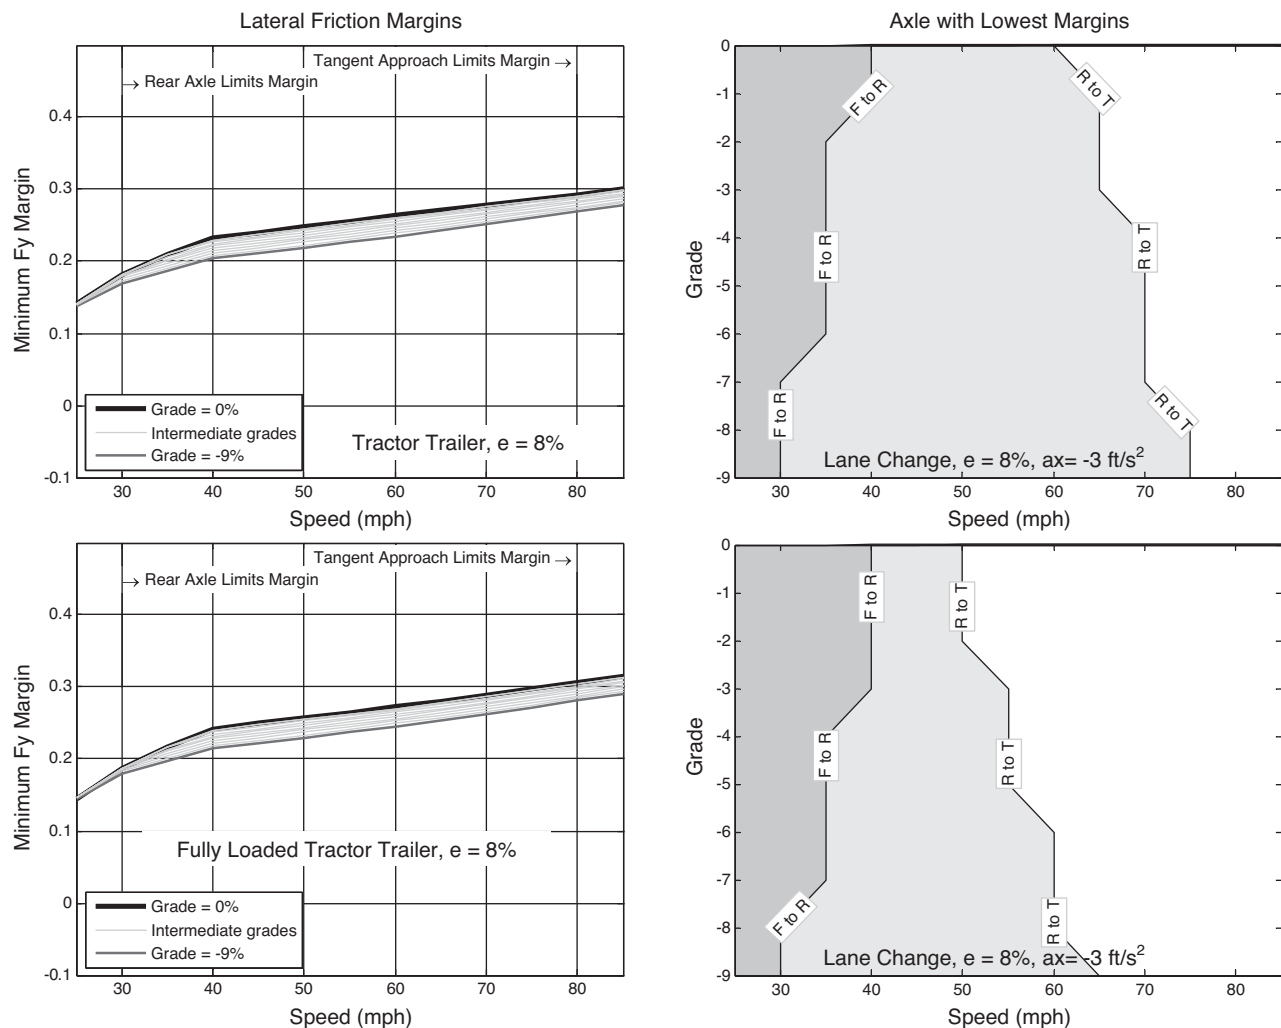 Lateral Friction Margins
Tangent Approach Limits Margin →
→ Rear Axle Limits Margin
0.4
0.3
0.2
0.1
0
-0.1
Minimum Fy Margin
Grade = 0%
Intermediate grades
Grade = -9%
Tractor Trailer, e = 8%
30 40 50 60 70 80
Speed (mph)
Axle with Lowest Margins
0
-1
-2
-3
-4
-5
-6
-7
-8
-9
Grade
F to R
F to R
F to R
R to T
R to T
R to T
Lane Change, e = 8%, ax= -3 ft/s²
30 40 50 60 70 80
Speed (mph)
Tangent Approach Limits Margin →
→ Rear Axle Limits Margin
0.4
0.3
0.2
0.1
0
-0.1
Minimum Fy Margin
Fully Loaded Tractor Trailer, e = 8%
Grade = 0%
Intermediate grades
Grade = -9%
30 40 50 60 70 80
Speed (mph)
0
-1
-2
-3
-4
-5
-6
-7
-8
-9
Grade
F to R
F to R
F to R
R to T
R to T
R to T
Lane Change, e = 8%, ax= -3 ft/s²
30 40 50 60 70 80
Speed (mph)